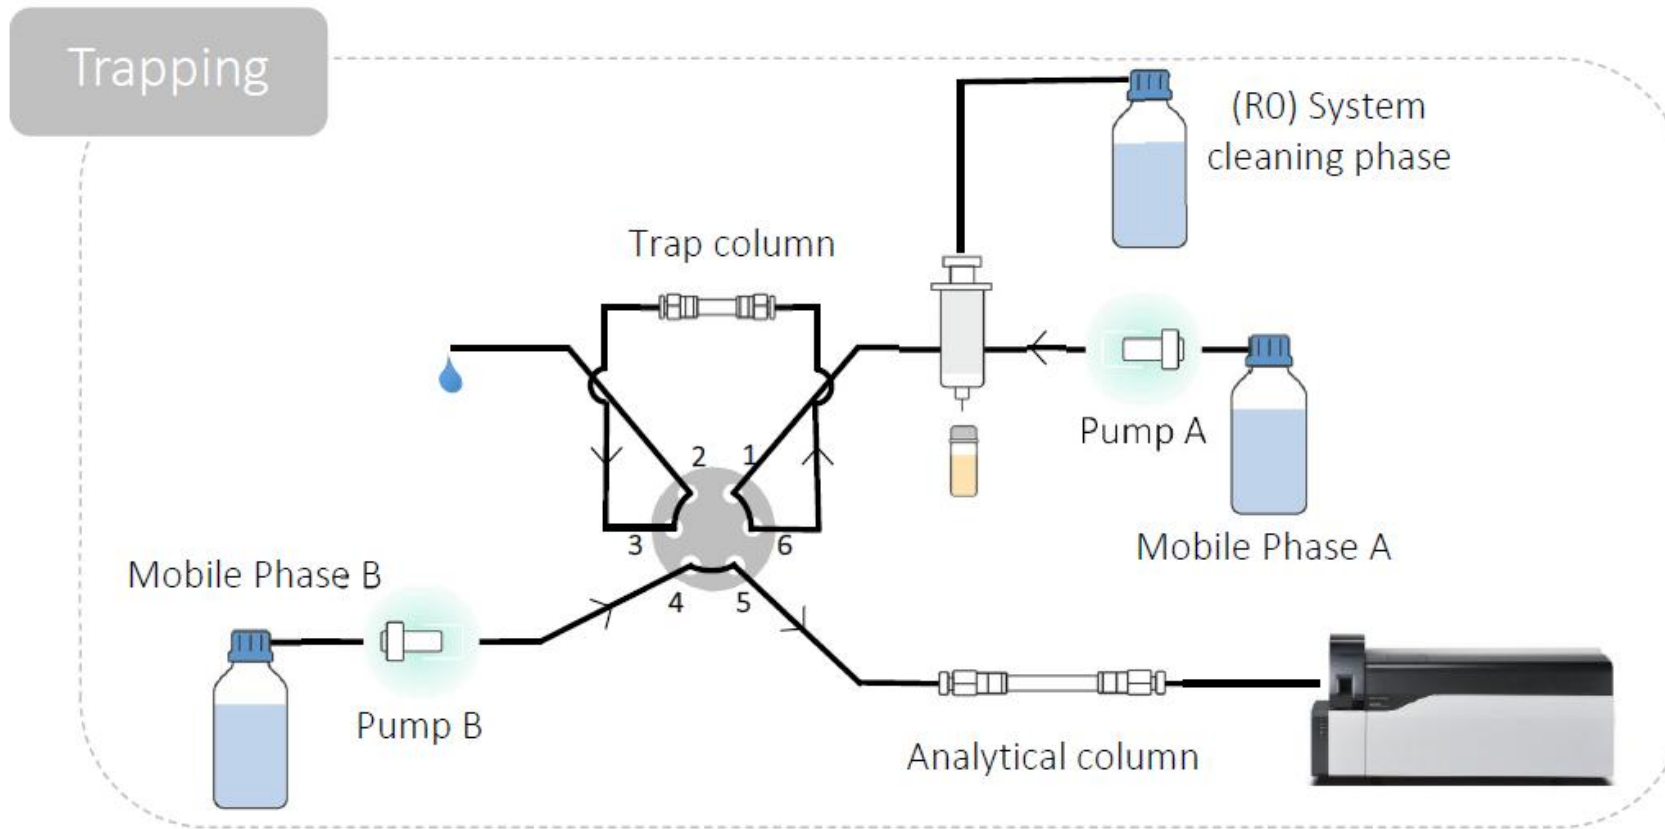 Trapping
(R0) System
cleaning phase
Trap column
Pump A
2 1
3 6
4 5
Mobile Phase A
Mobile Phase B
Pump B
Analytical column